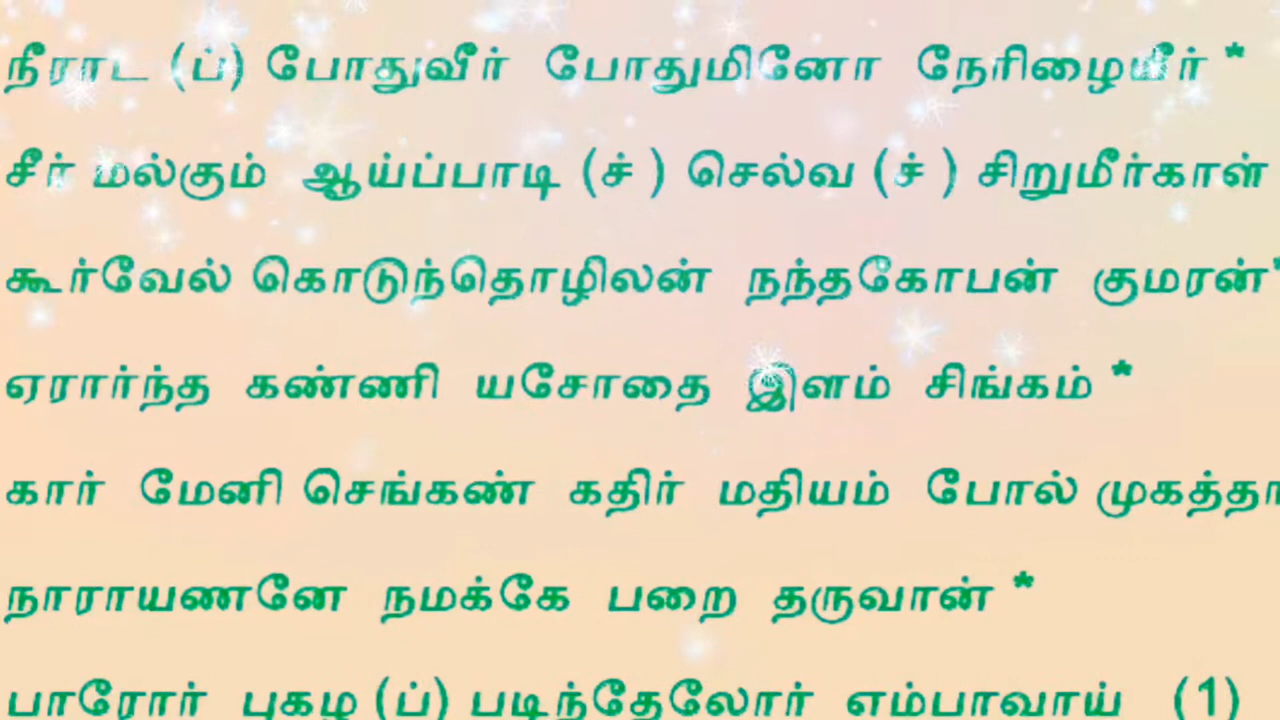 நீராட (ப்) போதுவீர் போதுமினோ நேரிழையீர் *
சீர் மல்கும் ஆய்ப்பாடி (ச் ) செல்வ (ச் ) சிறுமீர்காள்
கூர்வேல் கொடுந்தொழிலன் நந்தகோபன் குமரன்*
ஏரார்ந்த கண்ணி யசோதை இளம் சிங்கம் *
கார் மேனி செங்கண் கதிர் மதியம் போல்
நாராயணனே நமக்கே பறை தருவான் *
பாரோர் புகழ (ப்) படிந்தேலோர் எம்பாவாய் (1)